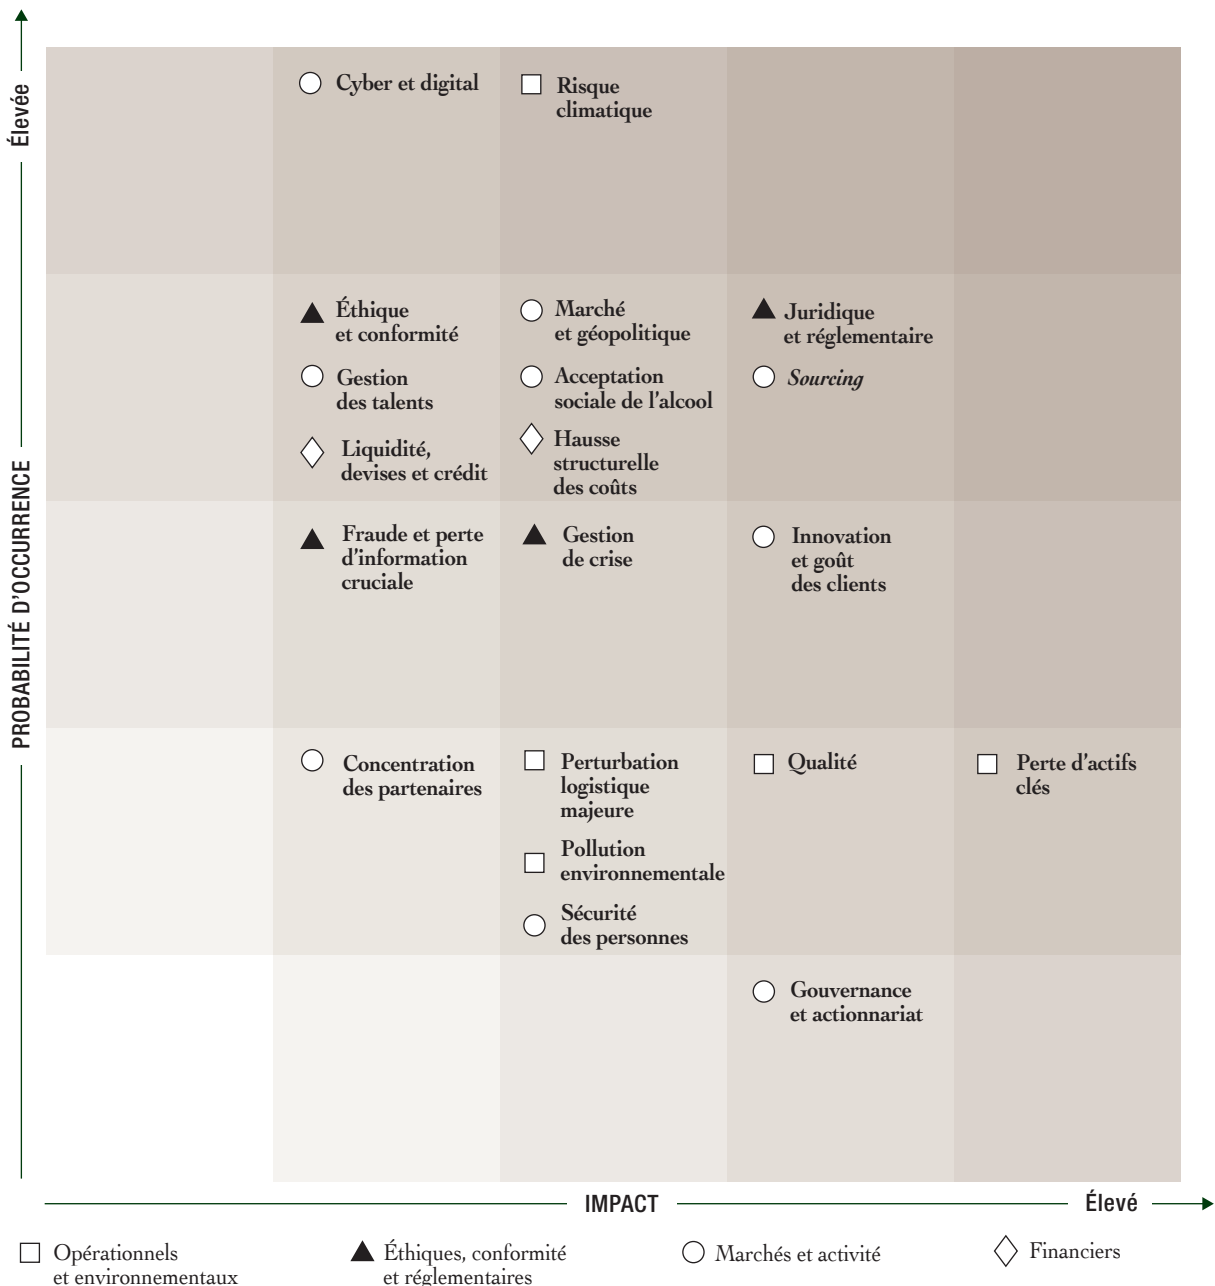 Élevée
PROBABILITÉ D'OCCURRENCE
Cyber et digital
Risque
climatique
Éthique
et conformité
Marché
et géopolitique
Juridique
et réglementaire
Gestion
des talents
Acceptation
sociale de l'alcool
Sourcing
Liquidité,
devises et crédit
Hausse
structurelle
des coûts
Fraude et perte
d'information
cruciale
Gestion
de crise
Innovation
et goût
des clients
Concentration
des partenaires
Perturbation
logistique
majeure
Qualité
Perte d'actifs
clés
Pollution
environnementale
Sécurité
des personnes
Gouvernance
et actionnariat
IMPACT
Élevé
Opérationnels
et environnementaux
Éthiques, conformité
et réglementaires
Marchés et activité
Financiers